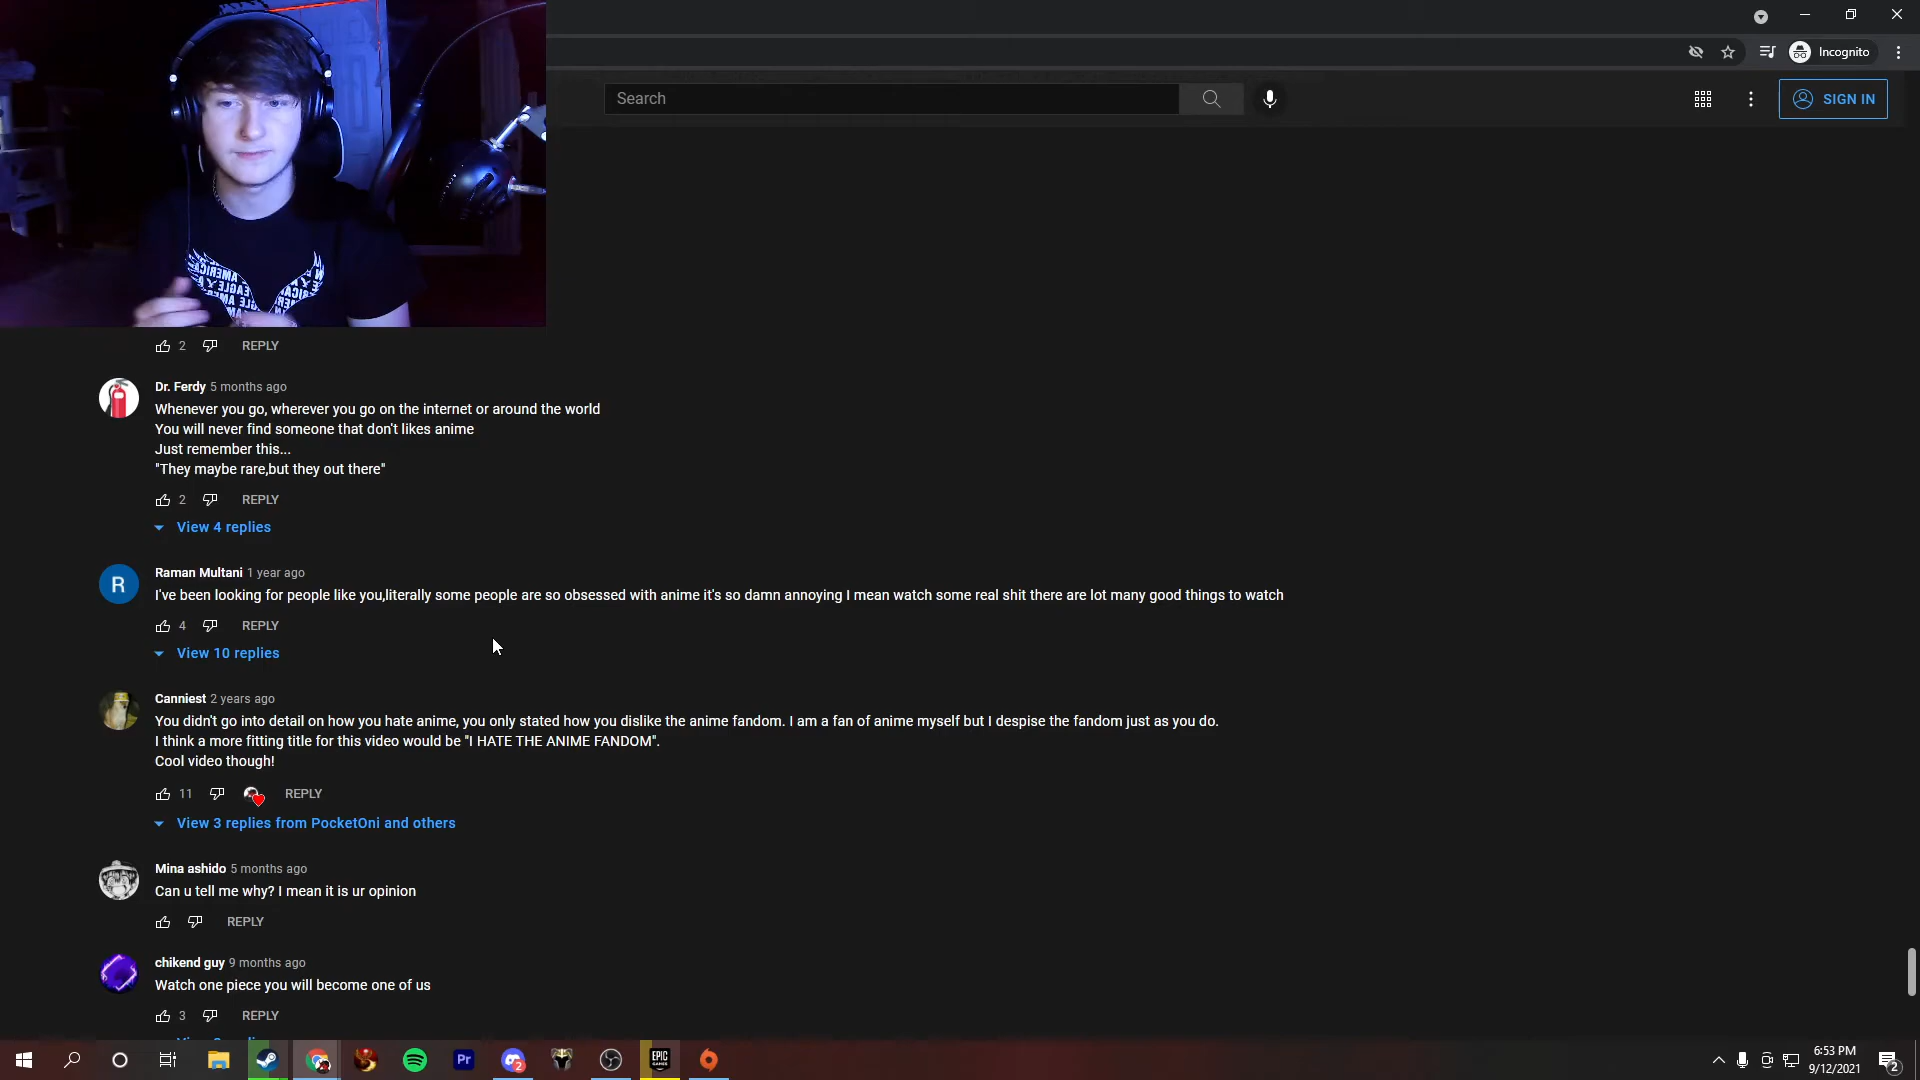 Incognito
Search
SIGN IN
2 REPLY
Dr. Ferdy 5 months ago
Whenever you go, wherever you go on the internet or around the world
You will never find someone that don't likes anime
Just remember this...
"They maybe rare,but they out there"
2 REPLY
View 4 replies
R
Raman Multani 1 year ago
I've been looking for people like you,literally some people are so obsessed with anime it's so damn annoying I mean watch some real shit there are lot many good things to watch
4 REPLY
View 10 replies
Canniest 2 years ago
You didn't go into detail on how you hate anime, you only stated how you dislike the anime fandom. I am a fan of anime myself but I despise the fandom just as you do.
I think a more fitting title for this video would be "I HATE THE ANIME FANDOM".
Cool video though!
11 REPLY
View 3 replies from PocketOni and others
Mina ashido 5 months ago
Can u tell me why? I mean it is ur opinion
REPLY
chikend guy 9 months ago
Watch one piece you will become one of us
3 REPLY
Pr
2
EPIC
GAMES
6:53 PM
9/12/2021
2